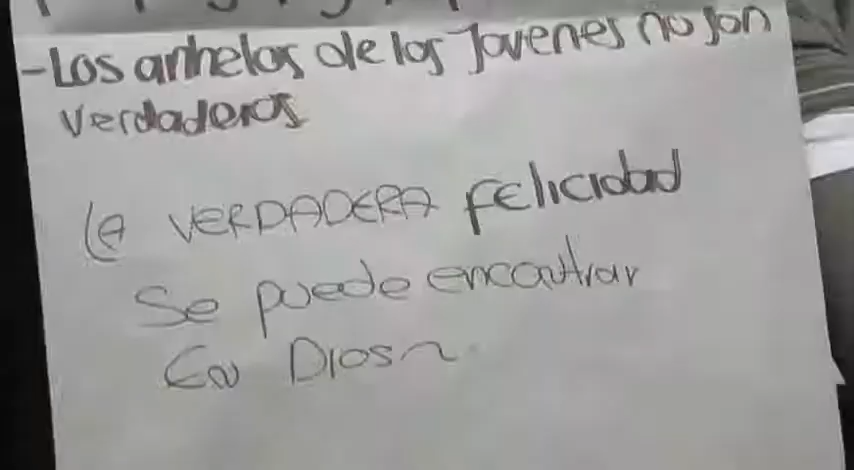 -Los anhelos de los Jovenes no son
verdaderos
la VERDADERA felicidad
Se puede encontrar
En Dios~